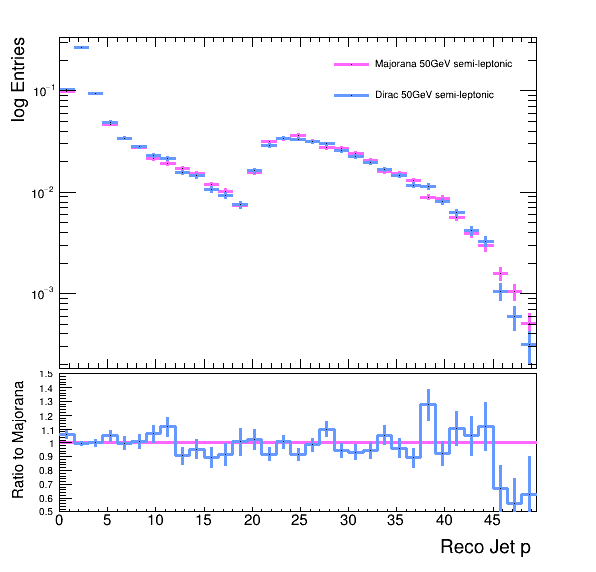 log Entries
Majorana 50GeV semi-leptonic
Dirac 50GeV semi-leptonic
10⁻¹
10⁻²
10⁻³
Ratio to Majorana
1.5
1.4
1.3
1.2
1.1
1
0.9
0.8
0.7
0.6
0.5
0 5 10 15 20 25 30 35 40 45
Reco Jet p